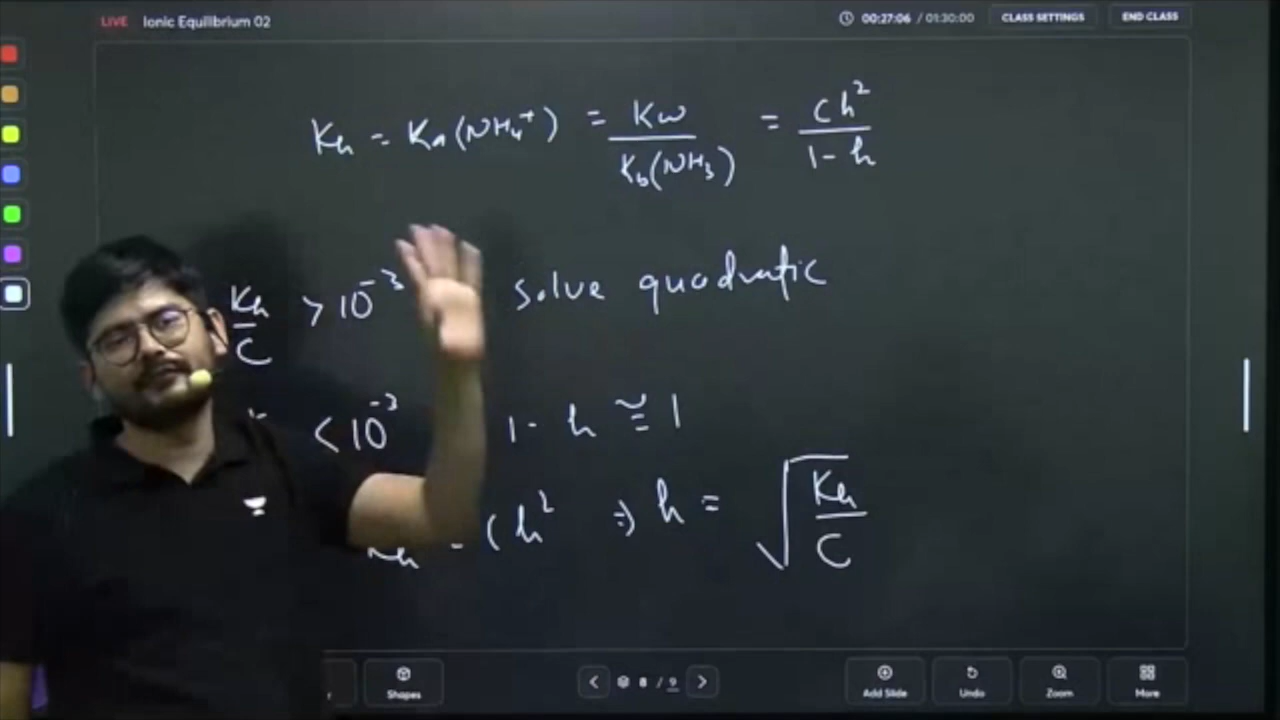 LIVE Ionic Equilibrium 02 00:27:06 / 01:30:00 CLASS SETTINGS END CLASS
Kh = Ka(NH4+) = Kw / Kb(NH3) = Ch² / 1-h
Kh / C > 10⁻³ solve quadratic
< 10⁻³ 1-h ≅ 1
Kh = Ch² ⇒ h = √(Kh / C)
Shapes < 8 / 9 > Add Slide Undo Zoom More